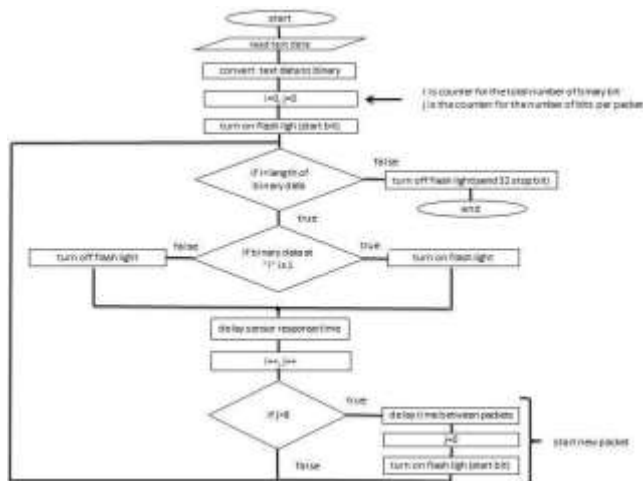 start
read text data
convert text data to binary
i=0, j=0
i is counter for the total number of binary bit
j is the counter for the number of bits per packet
turn on flash ligh (start bit)
if i<length of
binary data
false
turn off flash light (send 32 stop bit)
end
true
false
if binary data at
"i" is 1
true
turn off flash light
turn on flash light
delay sensor response time
i++, j++
if j=8
true
delay time between packets
j=0
start new packet
turn on flash ligh (start bit)
false